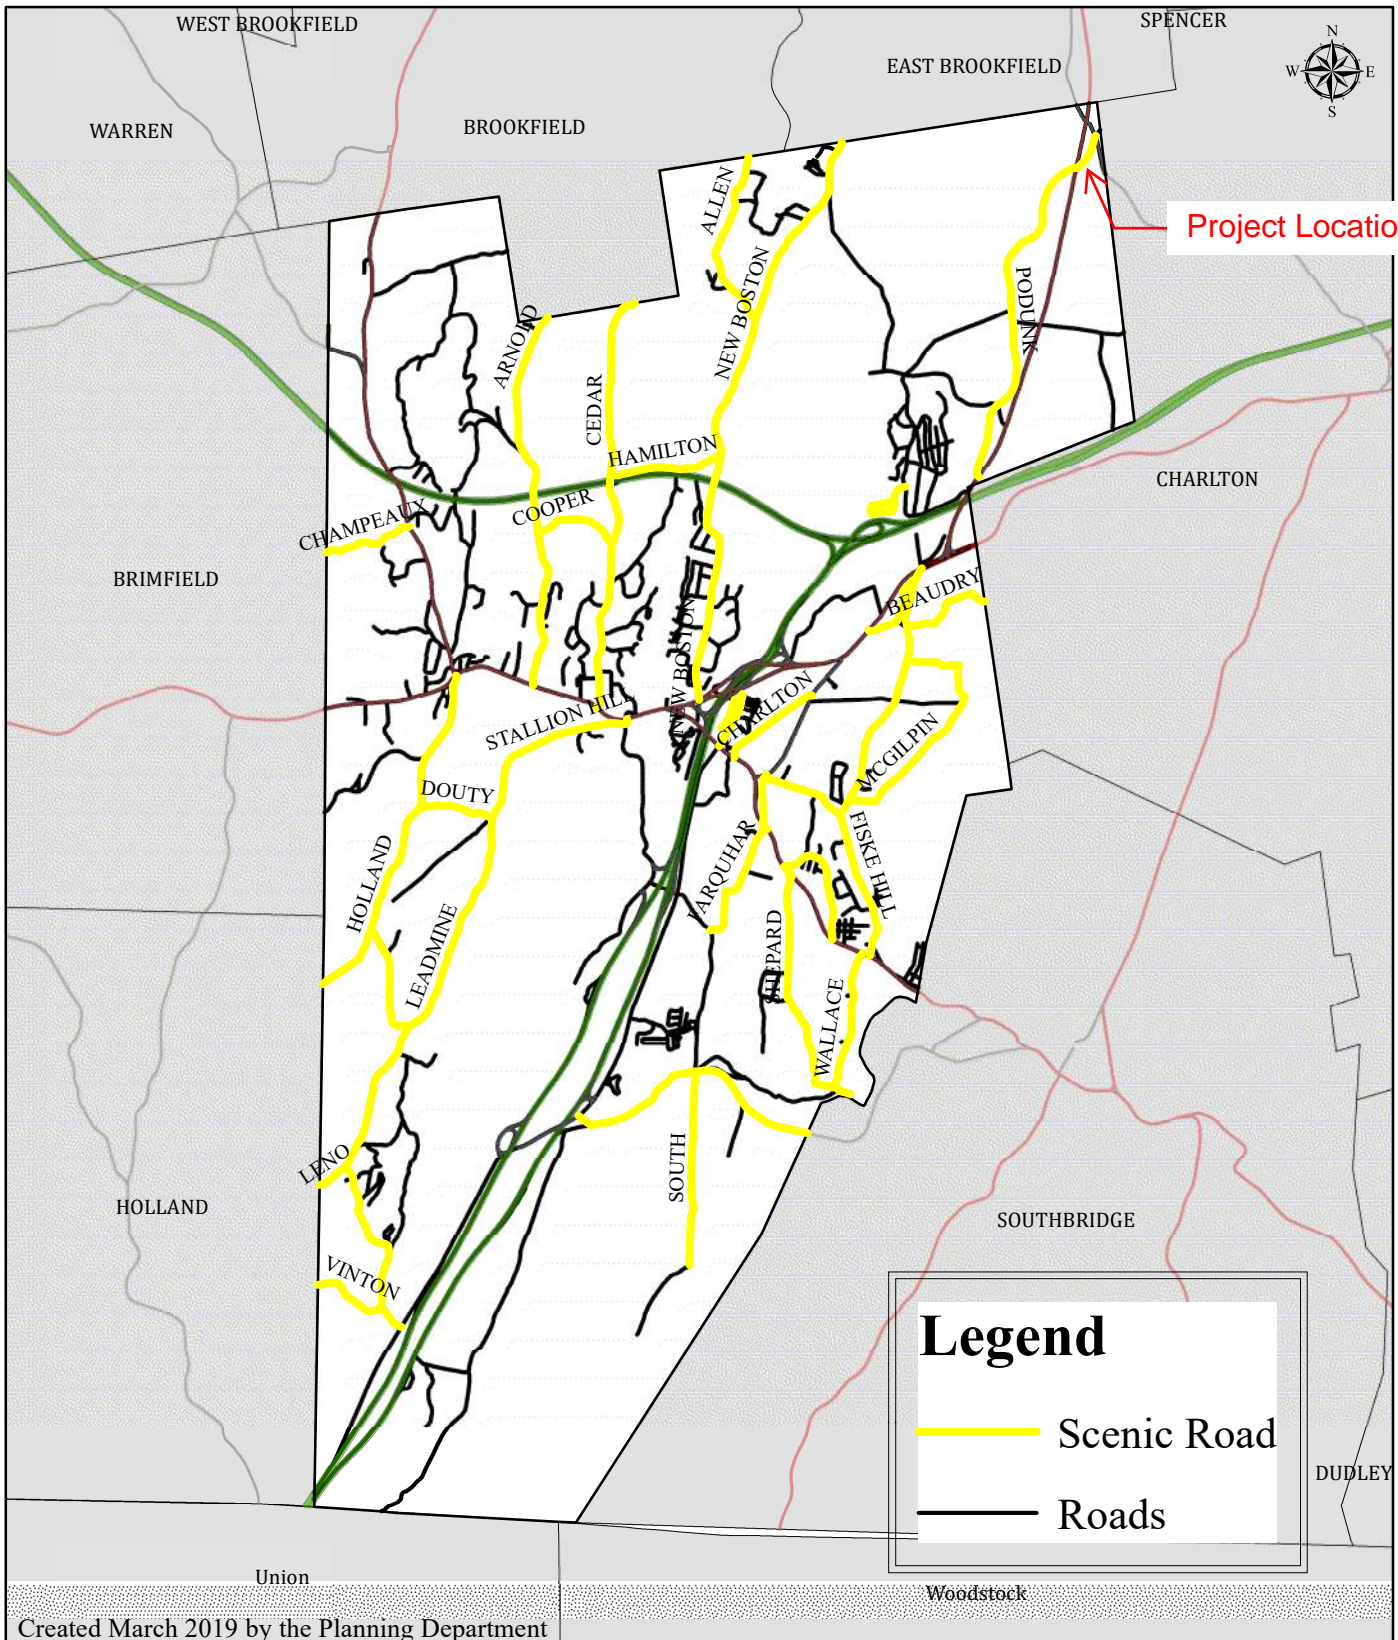 WEST BROOKFIELD
SPENCER
EAST BROOKFIELD
N
W
E
S
WARREN
BROOKFIELD
ALLEN
Project Locatio
NEW BOSTON
PODUNK
ARNOLD
CEDAR
HAMILTON
CHARLTON
COOPER
CHAMPEAUX
BRIMFIELD
BEAUDRY
NEW BOSTON
STALLION HILL
CHARLTON
MCGILPIN
DOUTY
FISKE HILL
FARQUHAR
HOLLAND
LEADMINE
SHEPARD
WALLACE
LENO
SOUTH
HOLLAND
SOUTHBRIDGE
VINTON
Legend
Scenic Road
Roads
DUDLEY
Union
Woodstock
Created March 2019 by the Planning Department